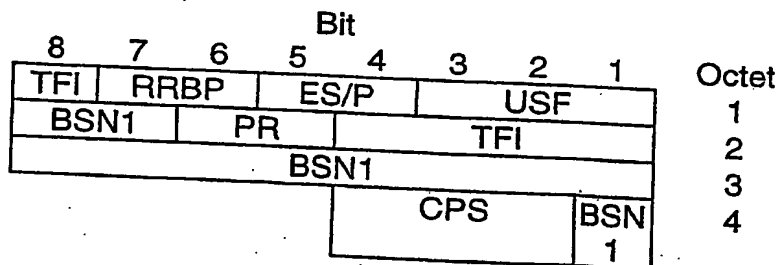 Bit
8 7 6 5 4 3 2 1 Octet
TFI RRBP ES/P USF 1
BSN1 PR TFI 2
BSN1 3
CPS BSN 4
1